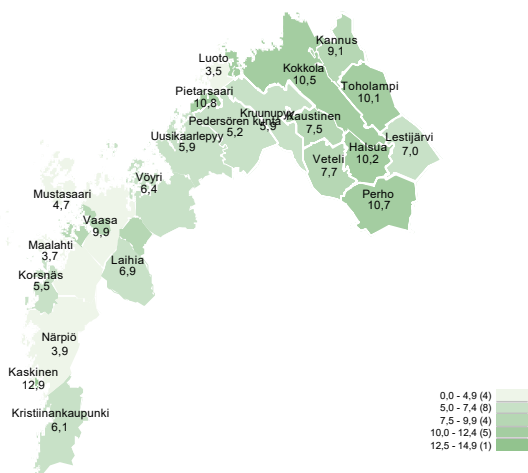 Kannus
9,1
Luoto
3,5
Kokkola
10,5
Toholampi
10,1
Pietarsaari
10,8
Kruunupyy
5,9
Kaustinen
7,5
Pedersören kunta
5,2
Uusikaarlepyy
5,9
Lestijärvi
7,0
Halsua
10,2
Veteli
7,7
Vöyri
6,4
Perho
10,7
Mustasaari
4,7
Vaasa
9,9
Maalahti
3,7
Laihia
6,9
Korsnäs
5,5
Närpiö
3,9
Kaskinen
12,9
Kristiinankaupunki
6,1
0,0 - 4,9 (4)
5,0 - 7,4 (8)
7,5 - 9,9 (4)
10,0 - 12,4 (5)
12,5 - 14,9 (1)